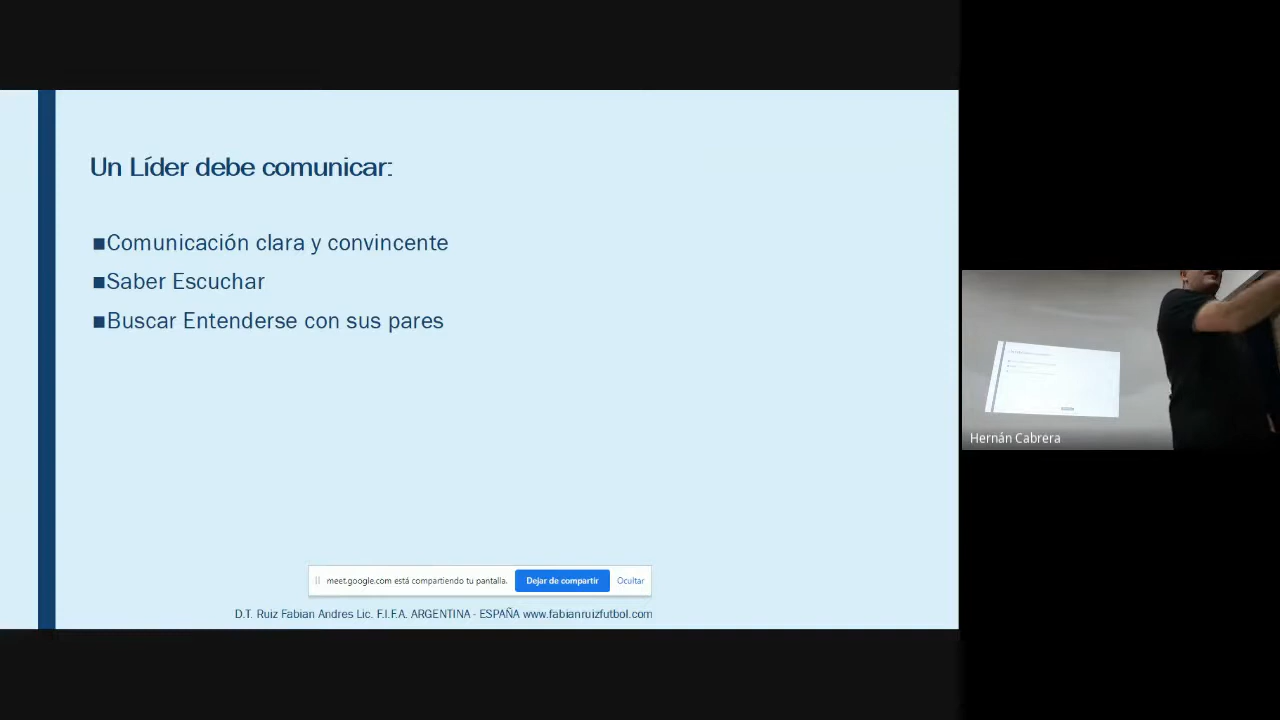 Un Líder debe comunicar:
■Comunicación clara y convincente
■Saber Escuchar
■Buscar Entenderse con sus pares
meet.google.com está compartiendo tu pantalla.
Dejar de compartir
Ocultar
D.T. Ruiz Fabian Andres Lic. F.I.F.A. ARGENTINA - ESPAÑA www.fabianruizfutbol.com
Hernán Cabrera